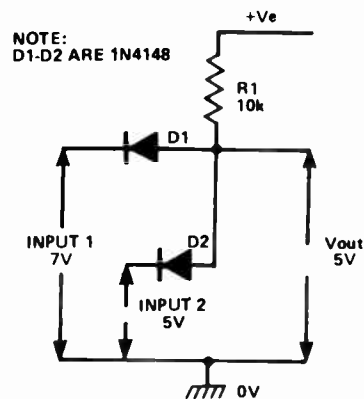 NOTE:
D1-D2 ARE 1N4148
+Ve
R1
10k
D1
INPUT 1
7V
D2
INPUT 2
5V
Vout
5V
0V